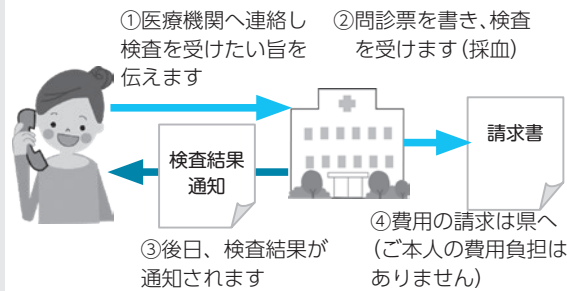 ①医療機関へ連絡し
検査を受けたい旨を
伝えます
②問診票を書き、検査
を受けます(採血)
検査結果
通知
請求書
③後日、検査結果が
通知されます
④費用の請求は県へ
(ご本人の費用負担は
ありません)